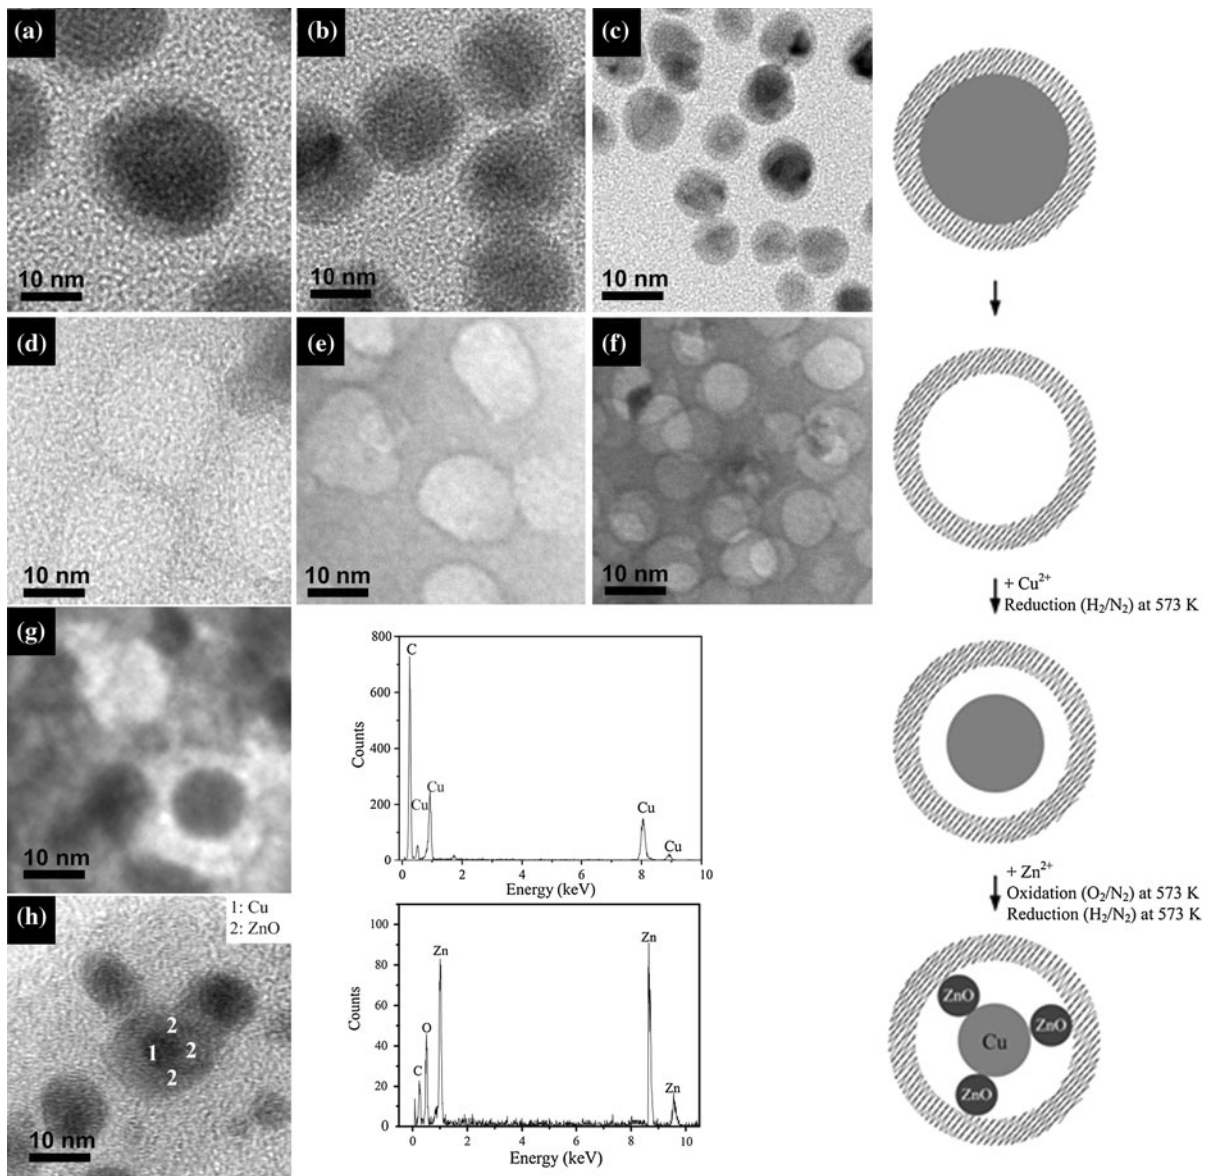 (a)
(b)
(c)
10 nm
10 nm
10 nm
(d)
(e)
(f)
10 nm
10 nm
10 nm
+ Cu²⁺
Reduction (H₂/N₂) at 573 K
(g)
10 nm
800
600
400
200
0
Counts
C
Cu
Cu
Cu
Cu
0
2
4
6
8
10
Energy (keV)
+ Zn²⁺
Oxidation (O₂/N₂) at 573 K
Reduction (H₂/N₂) at 573 K
(h)
1: Cu
2: ZnO
2
1
2
2
10 nm
100
80
60
40
20
0
Counts
C
O
Zn
Zn
Zn
0
2
4
6
8
10
Energy (keV)
ZnO
ZnO
Cu
ZnO